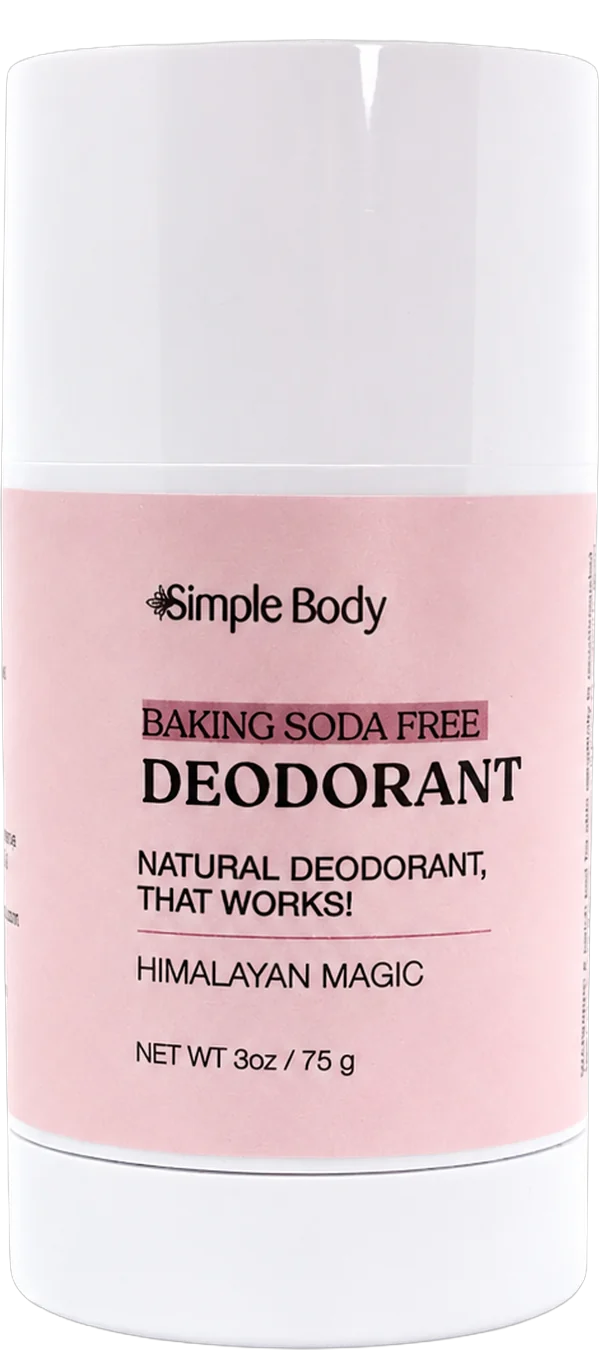 Simple Body
BAKING SODA FREE
DEODORANT
NATURAL DEODORANT,
THAT WORKS!
HIMALAYAN MAGIC
NET WT 3oz / 75 g